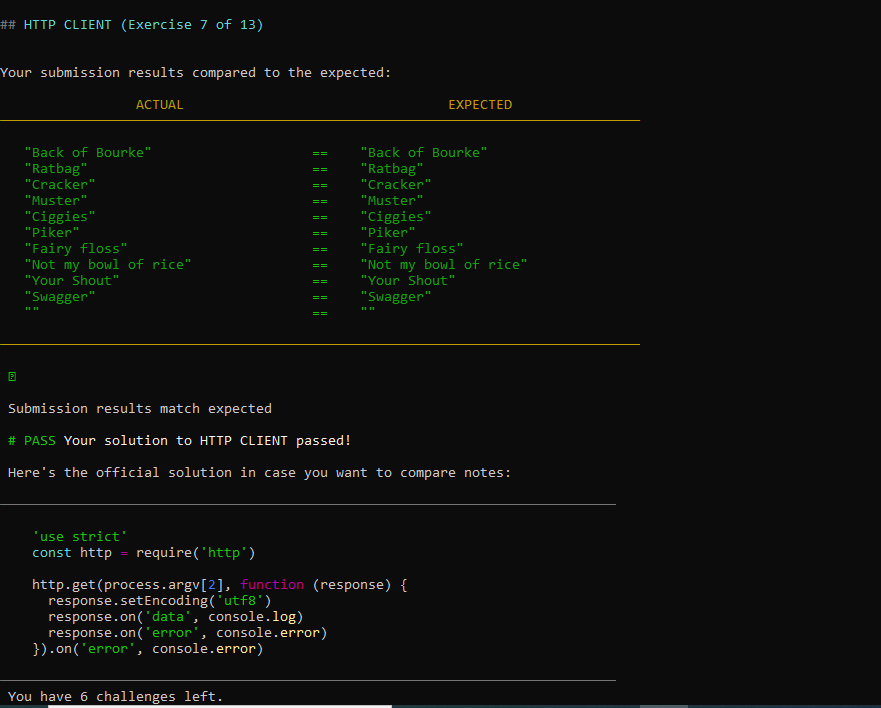 ## HTTP CLIENT (Exercise 7 of 13)
Your submission results compared to the expected:
ACTUAL EXPECTED
"Back of Bourke" == "Back of Bourke"
"Ratbag" == "Ratbag"
"Cracker" == "Cracker"
"Muster" == "Muster"
"Ciggies" == "Ciggies"
"Piker" == "Piker"
"Fairy floss" == "Fairy floss"
"Not my bowl of rice" == "Not my bowl of rice"
"Your Shout" == "Your Shout"
"Swagger" == "Swagger"
"" == ""
Submission results match expected
# PASS Your solution to HTTP CLIENT passed!
Here's the official solution in case you want to compare notes:
'use strict'
const http = require('http')
http.get(process.argv[2], function (response) {
response.setEncoding('utf8')
response.on('data', console.log)
response.on('error', console.error)
}).on('error', console.error)
You have 6 challenges left.